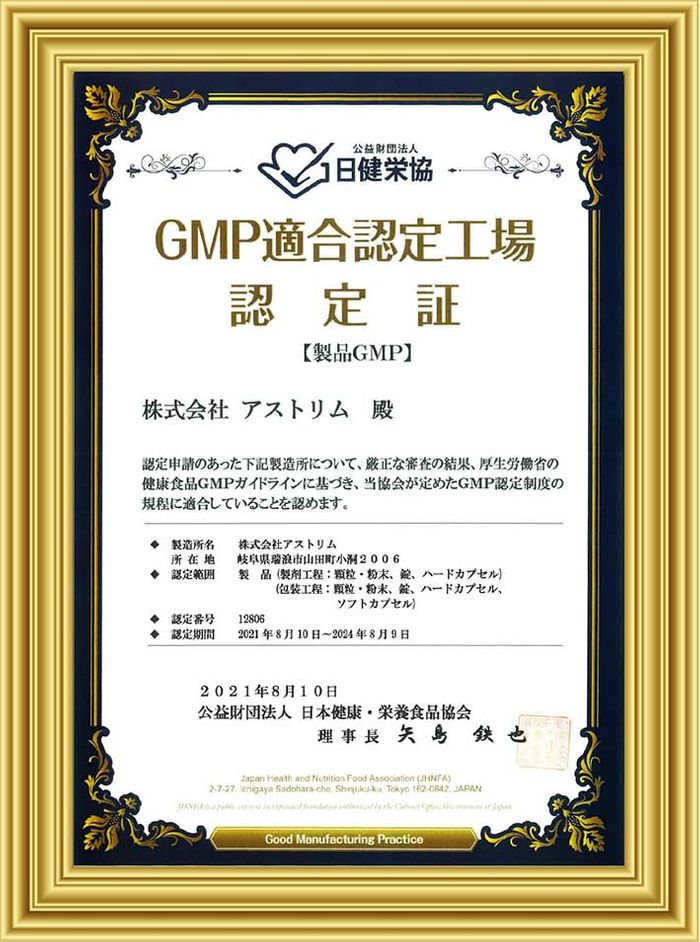 公益財団法人
日健栄協
GMP適合認定工場
認定証
【製品GMP】
株式会社 アストリム 殿
認定申請のあった下記製造所について、厳正な審査の結果、厚生労働省の
健康食品GMPガイドラインに基づき、当協会が定めたGMP認定制度の
規程に適合していることを認めます。
◆ 製造所名 株式会社アストリム
所在地 岐阜県瑞浪市山田町小洞2006
◆ 認定範囲 製品 (製剤工程:顆粒・粉末、錠、ハードカプセル)
(包装工程:顆粒・粉末、錠、ハードカプセル、
ソフトカプセル)
◆ 認定番号 12806
◆ 認定期間 2021年8月10日~2024年8月9日
2021年8月10日
公益財団法人 日本健康・栄養食品協会
理事長 矢島 鉄也
Japan Health and Nutrition Food Association (JHNFA)
2-7-27, Ichigaya Sadohara-cho, Shinjuku-ku, Tokyo 162-0842, JAPAN
JHNFA is a public interest incorporated foundation authorized by the Cabinet Office, Government of Japan.
Good Manufacturing Practice